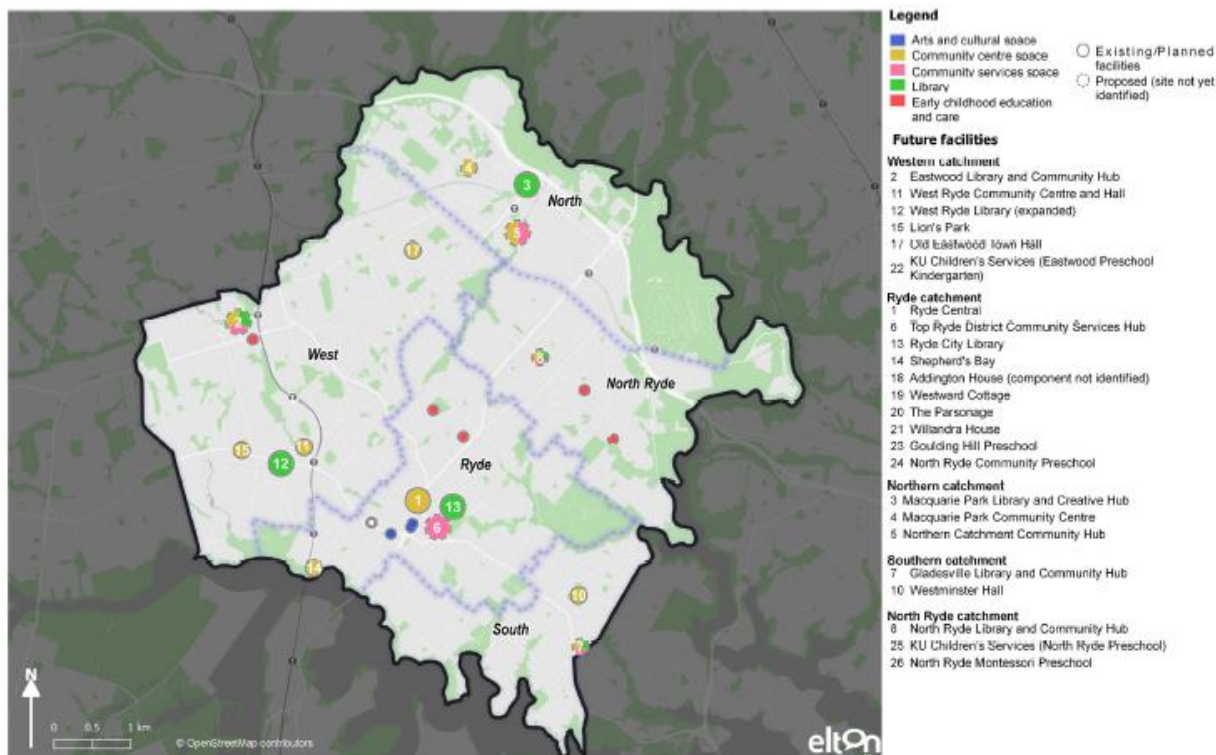 Legend
Arts and cultural space
Community centre space
Community services space
Library
Early childhood education
and care
Existing/Planned
facilities
Proposed (site not yet
identified)
Future facilities
Western catchment
2 Eastwood Library and Community Hub
11 West Ryde Community Centre and Hall
12 West Ryde Library (expanded)
15 Lion's Park
17 Old Eastwood Town Hall
22 KU Children's Services (Eastwood Preschool
Kindergarten)
Ryde catchment
1 Ryde Central
6 Top Ryde District Community Services Hub
13 Ryde City Library
14 Shepherd's Bay
18 Addington House (component not identified)
19 Westward Cottage
20 The Parsonage
21 Willandra House
23 Goulding Hill Preschool
24 North Ryde Community Preschool
Northern catchment
3 Macquarie Park Library and Creative Hub
4 Macquarie Park Community Centre
5 Northern Catchment Community Hub
Southern catchment
7 Gladesville Library and Community Hub
10 Westminster Hall
North Ryde catchment
8 North Ryde Library and Community Hub
25 KU Children's Services (North Ryde Preschool)
26 North Ryde Montessori Preschool
4
3
North
5
17
2
West
8
North Ryde
15
11
12
Ryde
1
13
6
14
10
South
7
N
0 0.5 1 km
© OpenStreetMap contributors
elton